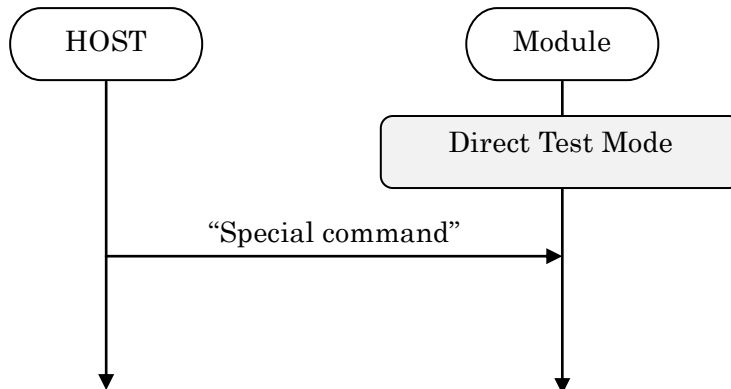 HOST
Module
Direct Test Mode
“Special command”